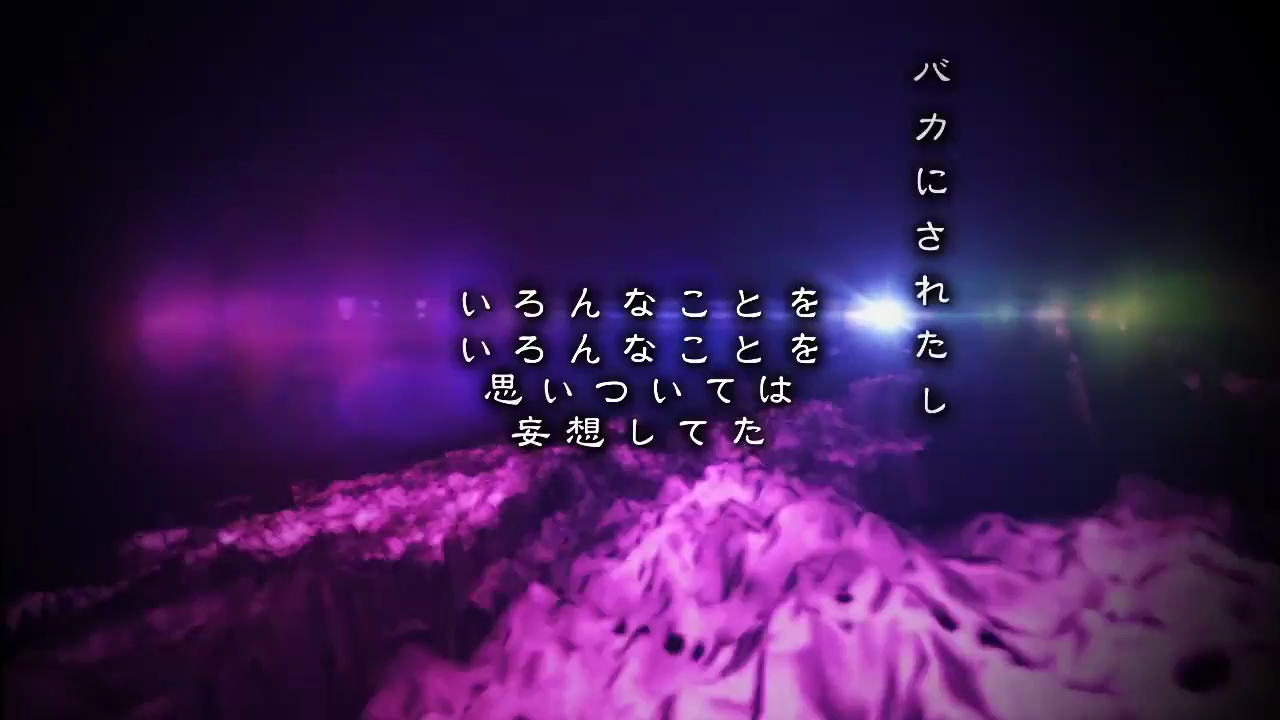 バカにされたし
いろんなことを
いろんなことを
思いついては
妄想してた